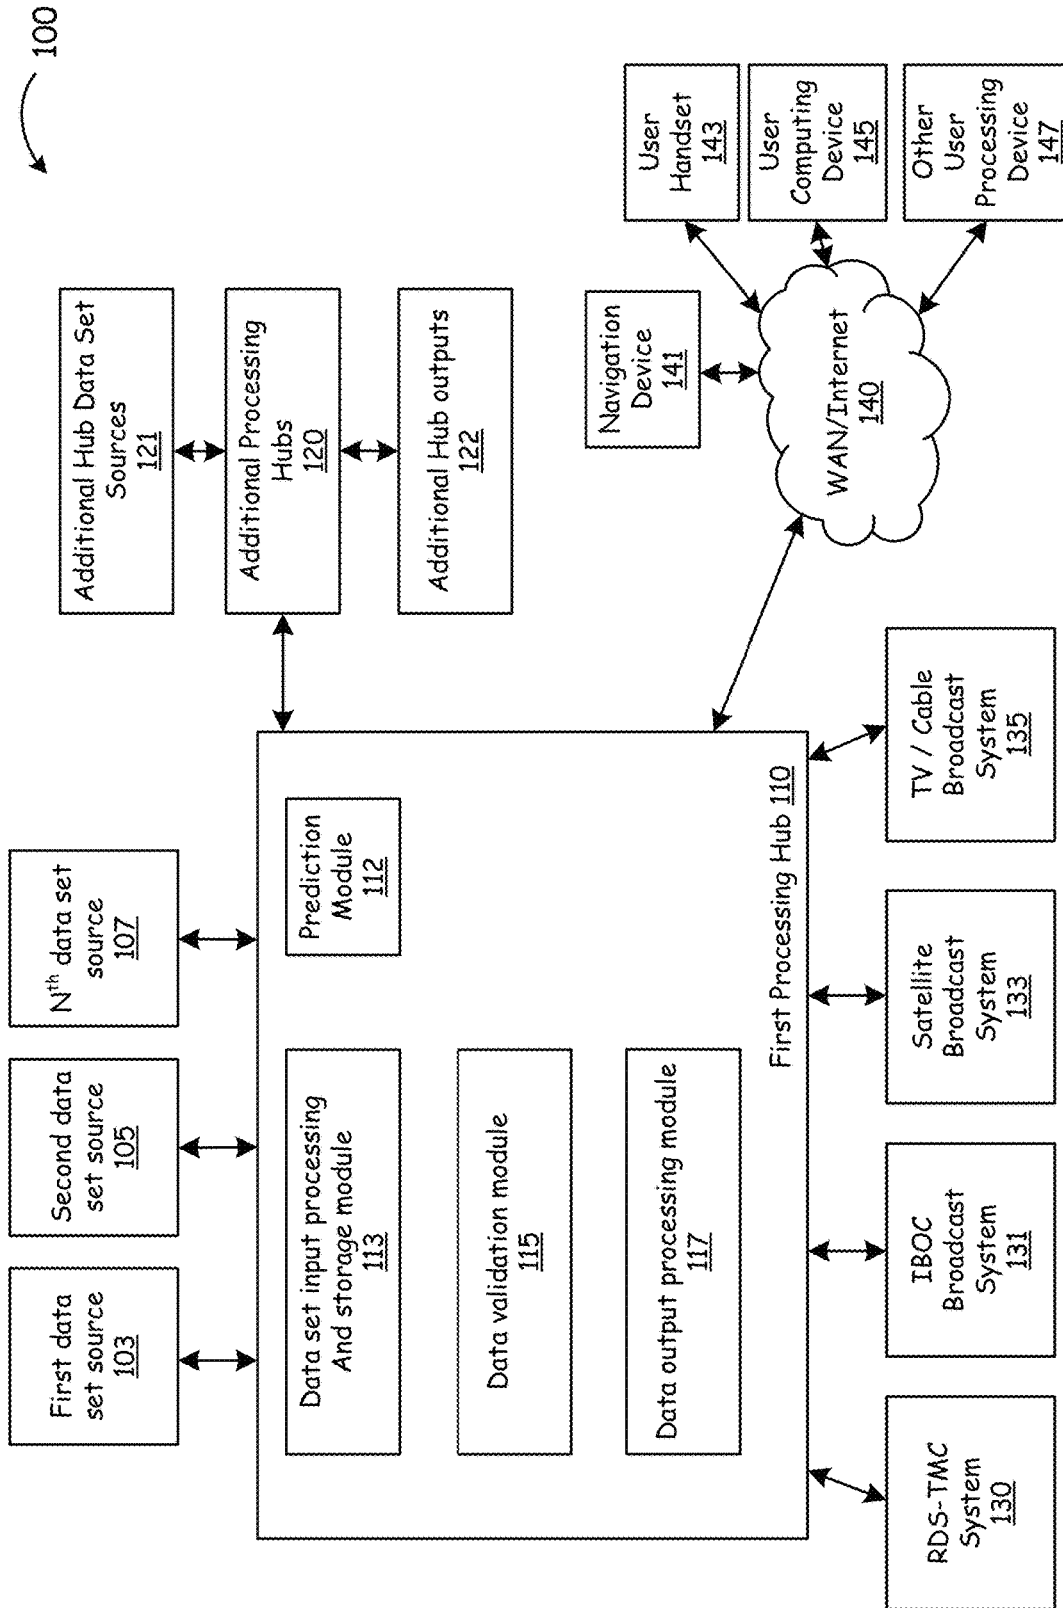 100
First data
set source
103
Second data
set source
105
Nth data set
source
107
Additional Hub Data Set
Sources
121
Additional Processing
Hubs
120
Additional Hub outputs
122
Data set input processing
And storage module
113
Prediction
Module
112
Data validation module
115
Data output processing module
117
First Processing Hub 110
Navigation
Device
141
User
Handset
143
User
Computing
Device
145
Other
User
Processing
Device
147
WAN/Internet
140
RDS-TMC
System
130
IBOC
Broadcast
System
131
Satellite
Broadcast
System
133
TV / Cable
Broadcast
System
135